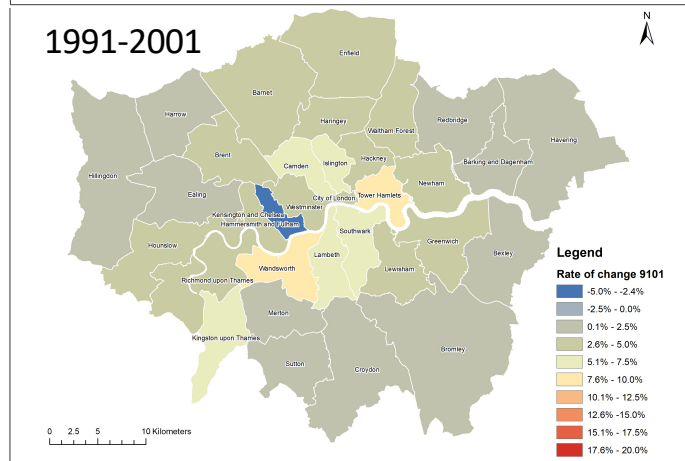 1991-2001
N
Enfield
Barnet
Harrow
Haringey
Waltham Forest
Redbridge
Havering
Brent
Camden
Islington
Hackney
Barking and Dagenham
Hillingdon
Ealing
Newham
Tower Hamlets
City of London
Westminster
Kensington and Chelsea
Hammersmith and Fulham
Southwark
Hounslow
Greenwich
Lambeth
Bexley
Wandsworth
Lewisham
Richmond upon Thames
Merton
Kingston upon Thames
Bromley
Sutton
Croydon
Legend
Rate of change 9101
-5.0% - -2.4%
-2.5% - 0.0%
0.1% - 2.5%
2.6% - 5.0%
5.1% - 7.5%
7.6% - 10.0%
10.1% - 12.5%
12.6% -15.0%
15.1% - 17.5%
17.6% - 20.0%
0 2.5 5 10 Kilometers